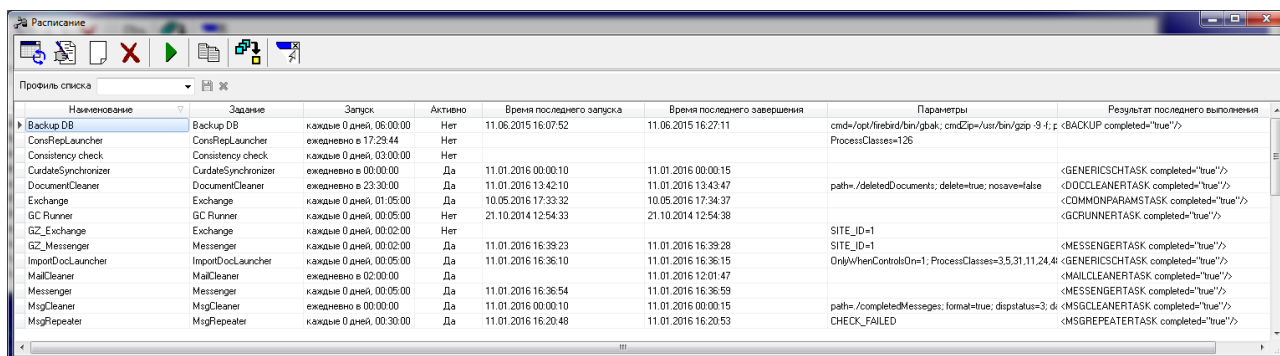 Расписание
Профиль списка
Наименование Задание Запуск Активно Время последнего запуска Время последнего завершения Параметры Результат последнего выполнения
Backup DB Backup DB каждые 0 дней, 06:00:00 Нет 11.06.2015 16:07:52 11.06.2015 16:27:11 cmd=/opt/firebird/bin/gbak; cmdZip=/usr/bin/gzip -9 -f; p <BACKUP completed="true"/>
ConsRepLauncher ConsRepLauncher ежедневно в 17:29:44 Нет ProcessClasses=126
Consistency check Consistency check каждые 0 дней, 03:00:00 Нет
CurdateSynchronizer CurdateSynchronizer ежедневно в 00:00:00 Да 11.01.2016 00:00:10 11.01.2016 00:00:15 <GENERICSCHTASK completed="true"/>
DocumentCleaner DocumentCleaner ежедневно в 23:30:00 Да 11.01.2016 13:42:10 11.01.2016 13:43:47 path=./deletedDocuments; delete=true; nosave=false <DOCCLEANERTASK completed="true"/>
Exchange Exchange каждые 0 дней, 01:05:00 Да 10.05.2016 17:33:32 10.05.2016 17:34:37 <COMMONPARAMSTASK completed="true"/>
GC Runner GC Runner каждые 0 дней, 00:05:00 Нет 21.10.2014 12:54:33 21.10.2014 12:54:38 <GCRUNNERTASK completed="true"/>
GZ_Exchange Exchange каждые 0 дней, 00:02:00 Нет SITE_ID=1
GZ_Messenger Messenger каждые 0 дней, 00:02:00 Да 11.01.2016 16:39:23 11.01.2016 16:39:28 SITE_ID=1 <MESSENGERTASK completed="true"/>
ImportDocLauncher ImportDocLauncher каждые 0 дней, 00:05:00 Да 11.01.2016 16:36:10 11.01.2016 16:36:15 OnlyWhenControlsOn=1; ProcessClasses=3,5,31,11,24,48 <GENERICSCHTASK completed="true"/>
MailCleaner MailCleaner ежедневно в 02:00:00 Да 11.01.2016 12:01:47 <MAILCLEANERTASK completed="true"/>
Messenger Messenger каждые 0 дней, 00:05:00 Да 11.01.2016 16:36:54 11.01.2016 16:36:59 <MESSENGERTASK completed="true"/>
MsgCleaner MsgCleaner ежедневно в 00:00:00 Да 11.01.2016 00:00:10 11.01.2016 00:00:15 path=./completedMesseges; format=true; dispstatus=3; da <MSGCLEANERTASK completed="true"/>
MsgRepeater MsgRepeater каждые 0 дней, 00:30:00 Да 11.01.2016 16:20:48 11.01.2016 16:20:53 CHECK_FAILED <MSGREPEATERTASK completed="true"/>